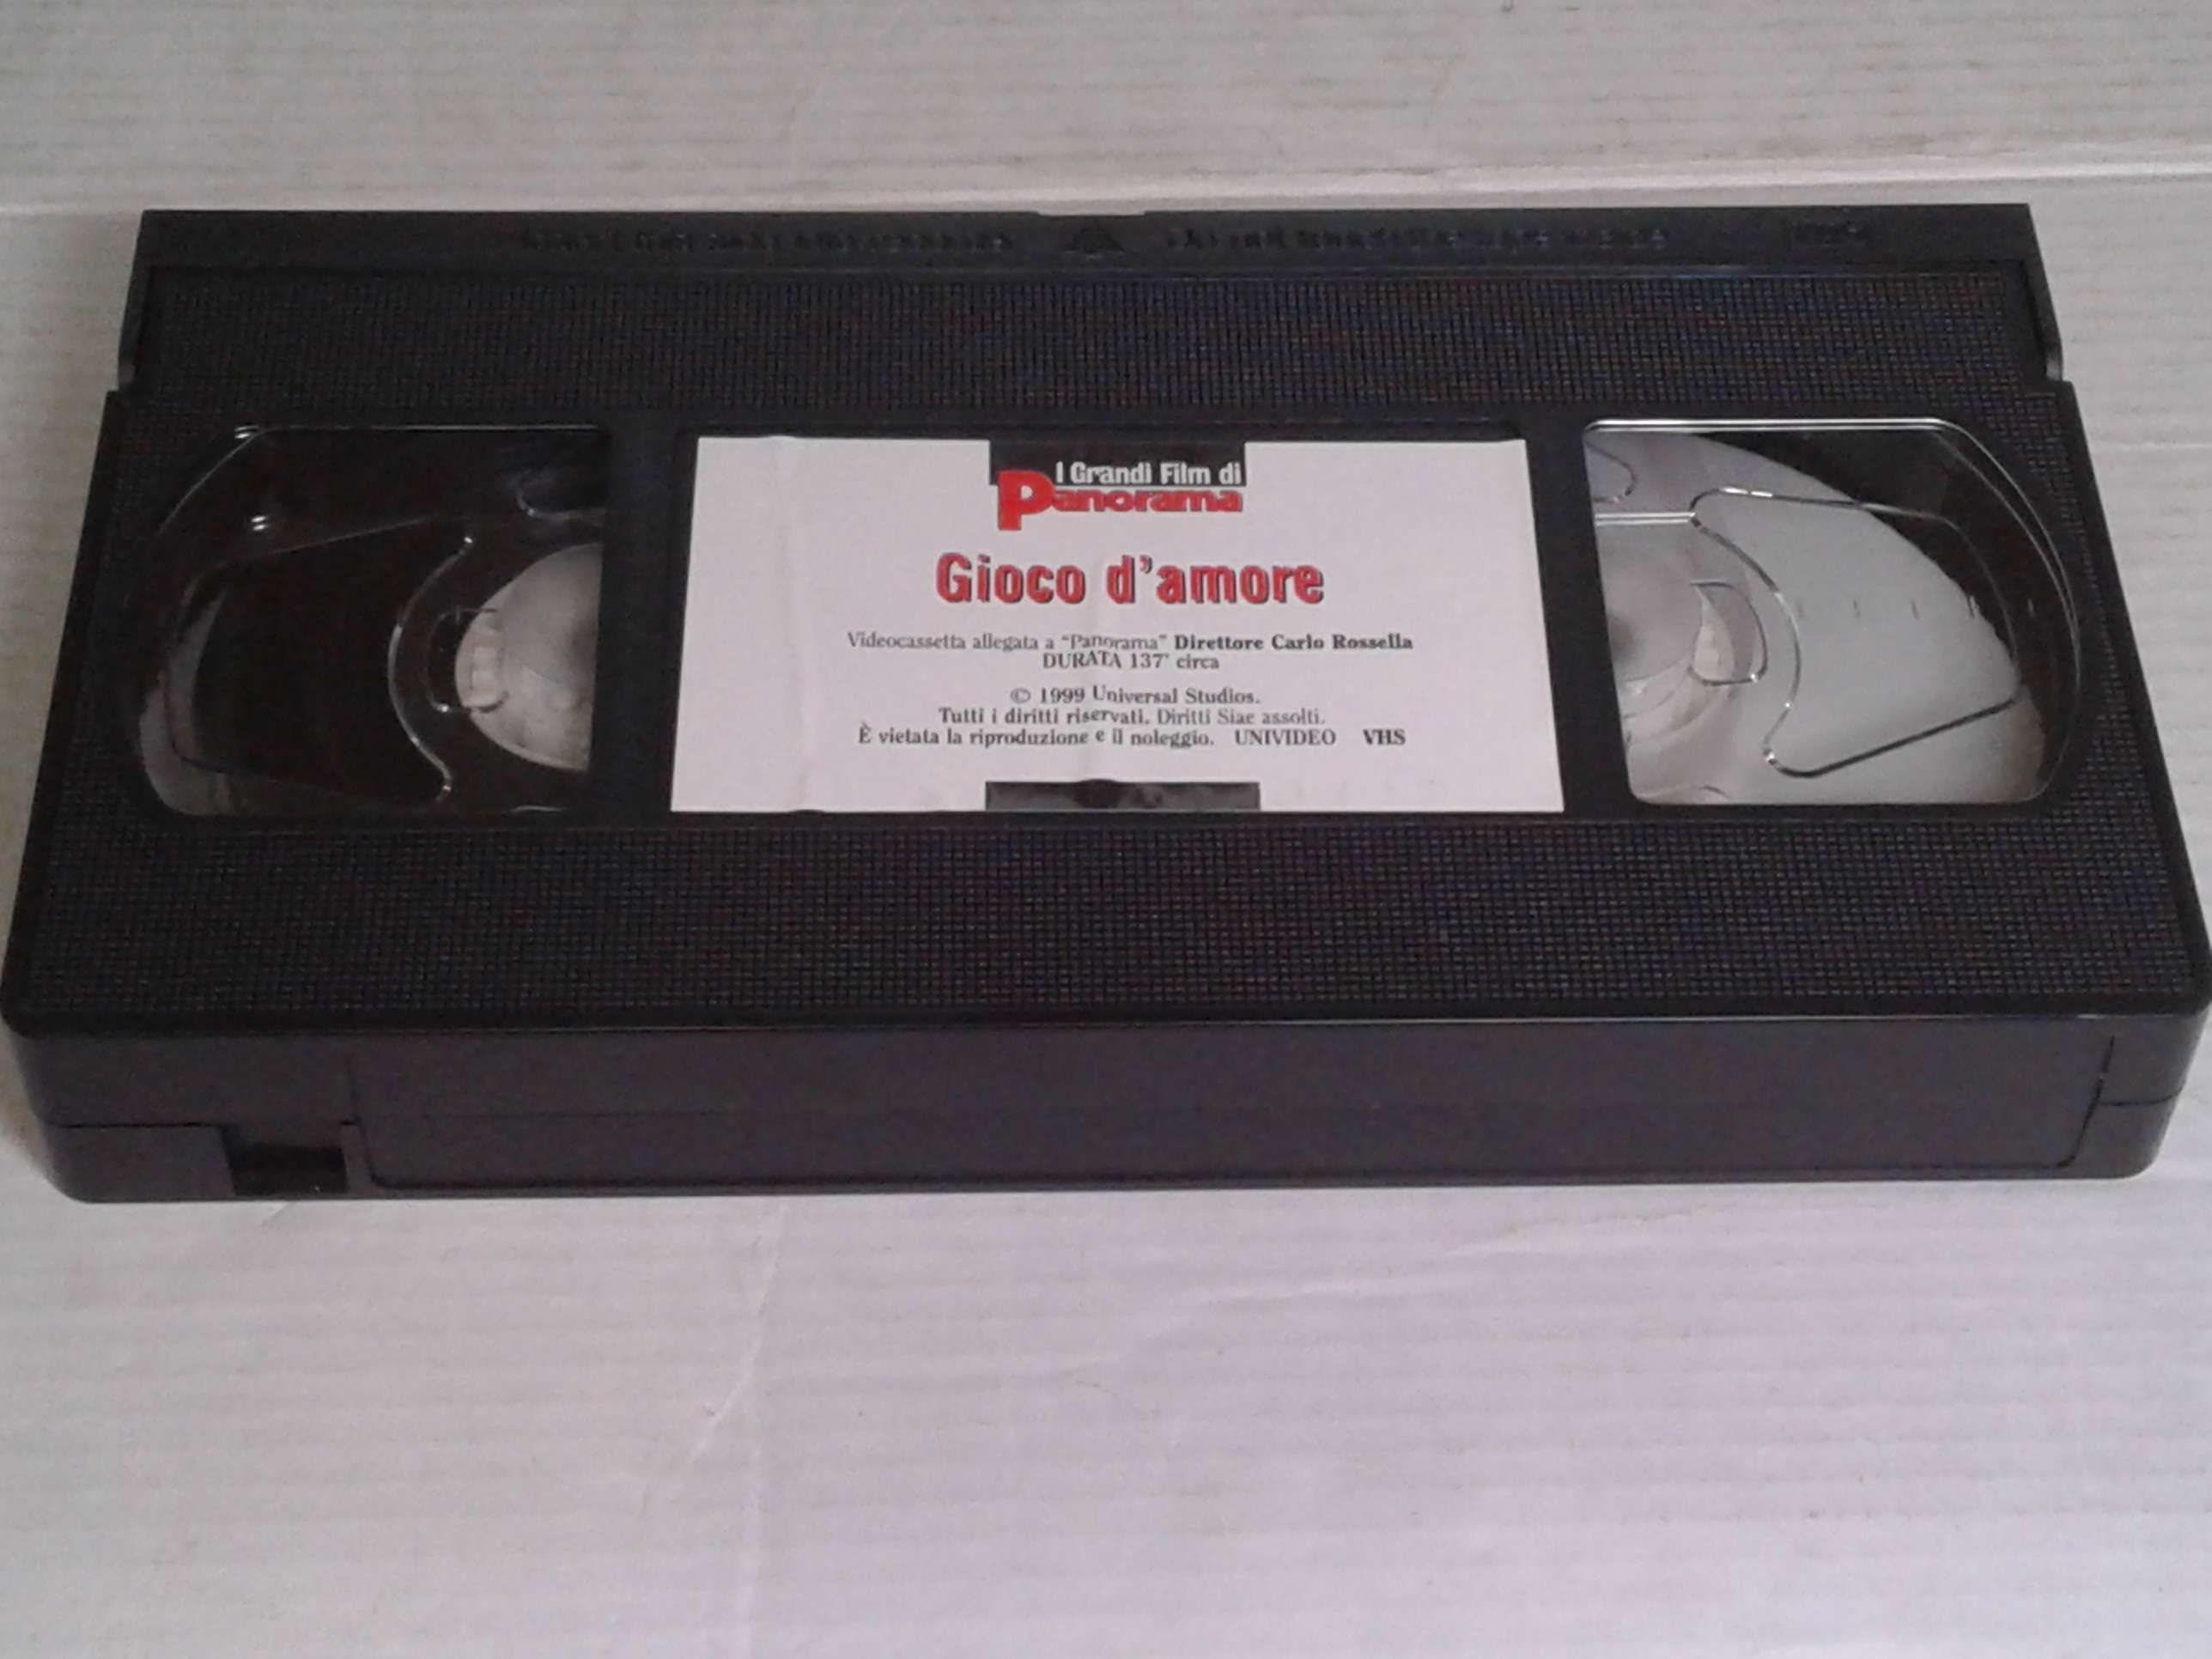 I Grandi Film di
Panorama
Gioco d'amore
Videocassetta allegata a "Panorama" Direttore Carlo Rossella
DURATA 137' circa
© 1999 Universal Studios.
Tutti i diritti riservati. Diritti Siae assolti.
È vietata la riproduzione e il noleggio. UNIVIDEO VHS